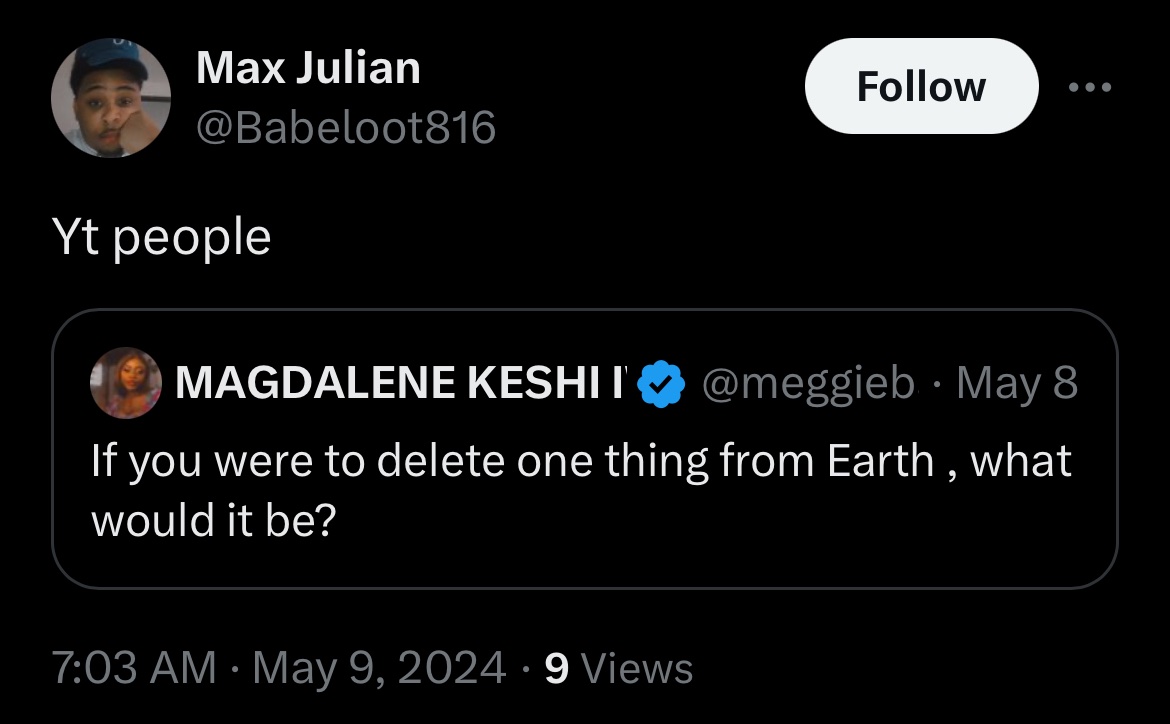 Max Julian
Follow
@Babeloot816
Yt people
MAGDALENE KESHI @meggieb · May 8
If you were to delete one thing from Earth , what
would it be?
7:03 AM · May 9, 2024 · 9 Views